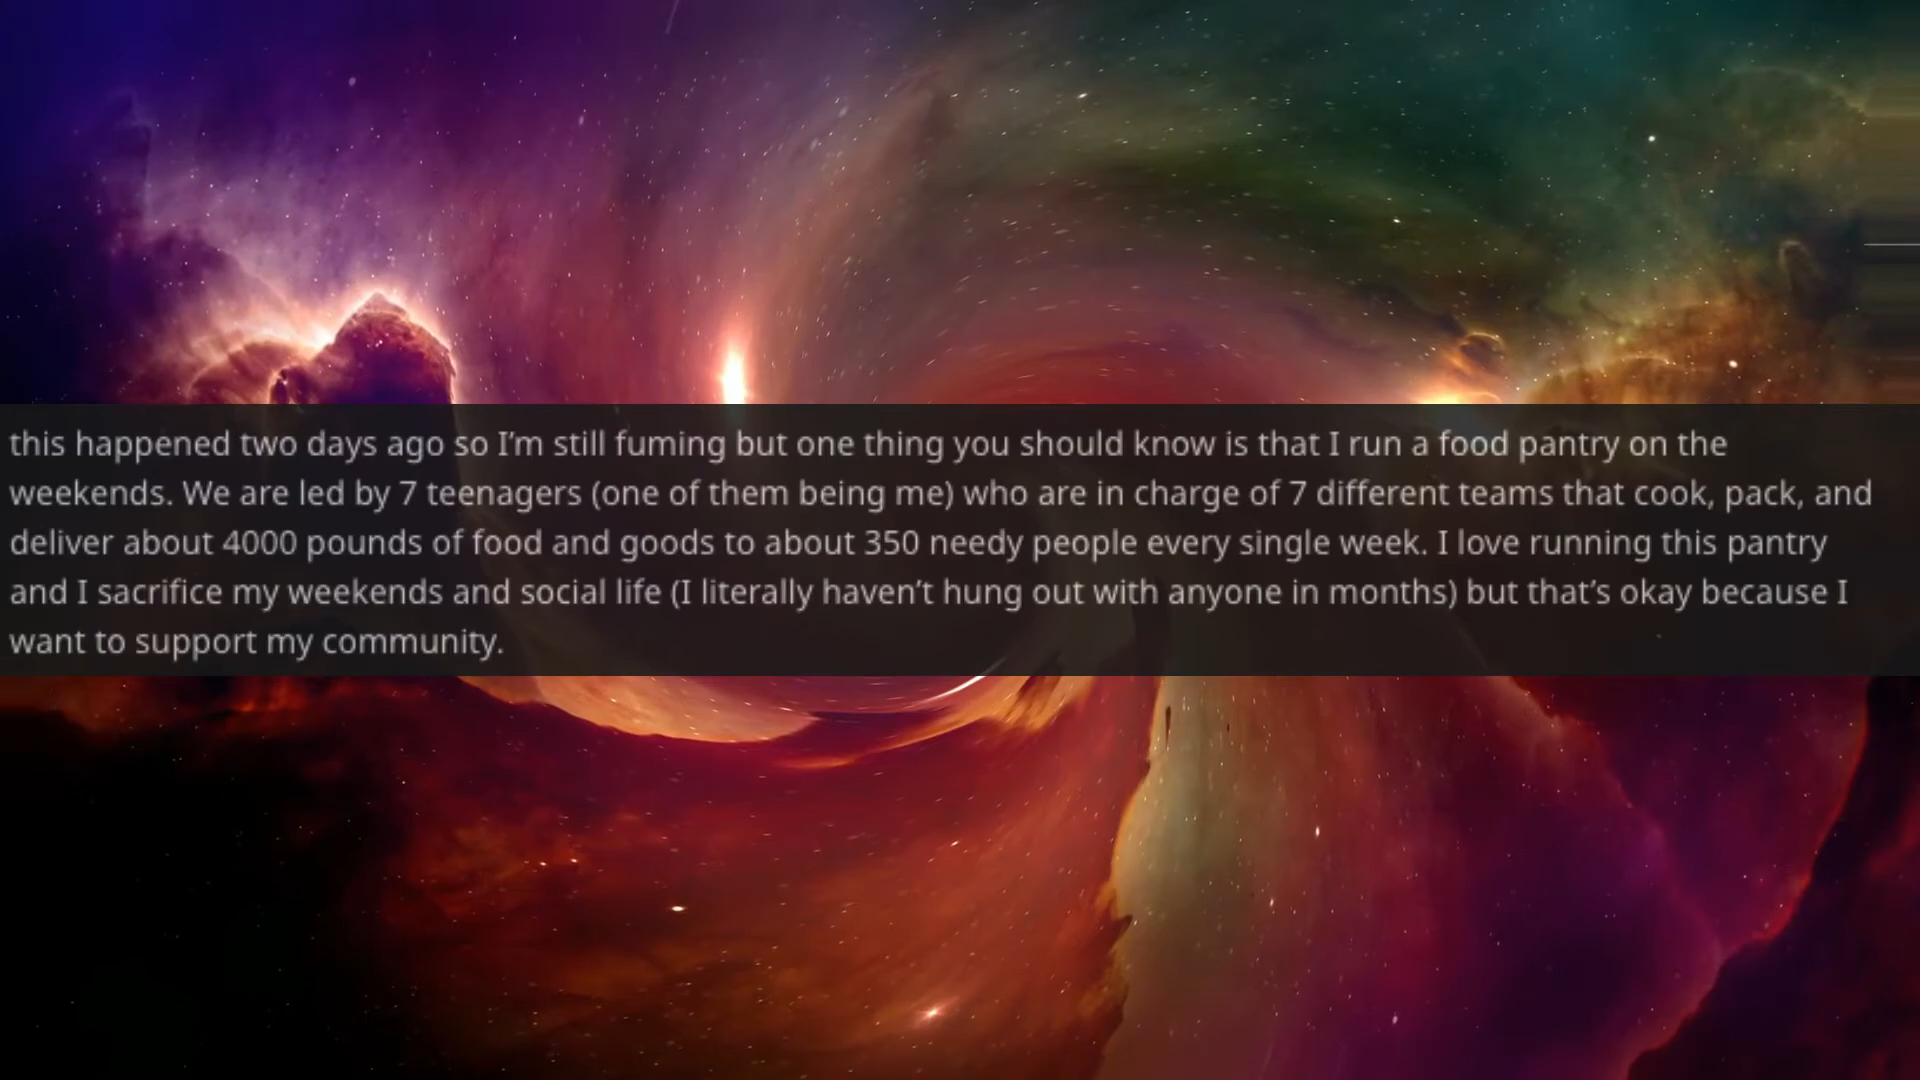 this happened two days ago so I’m still fuming but one thing you should know is that I run a food pantry on the
weekends. We are led by 7 teenagers (one of them being me) who are in charge of 7 different teams that cook, pack, and
deliver about 4000 pounds of food and goods to about 350 needy people every single week. I love running this pantry
and I sacrifice my weekends and social life (I literally haven’t hung out with anyone in months) but that’s okay because I
want to support my community.